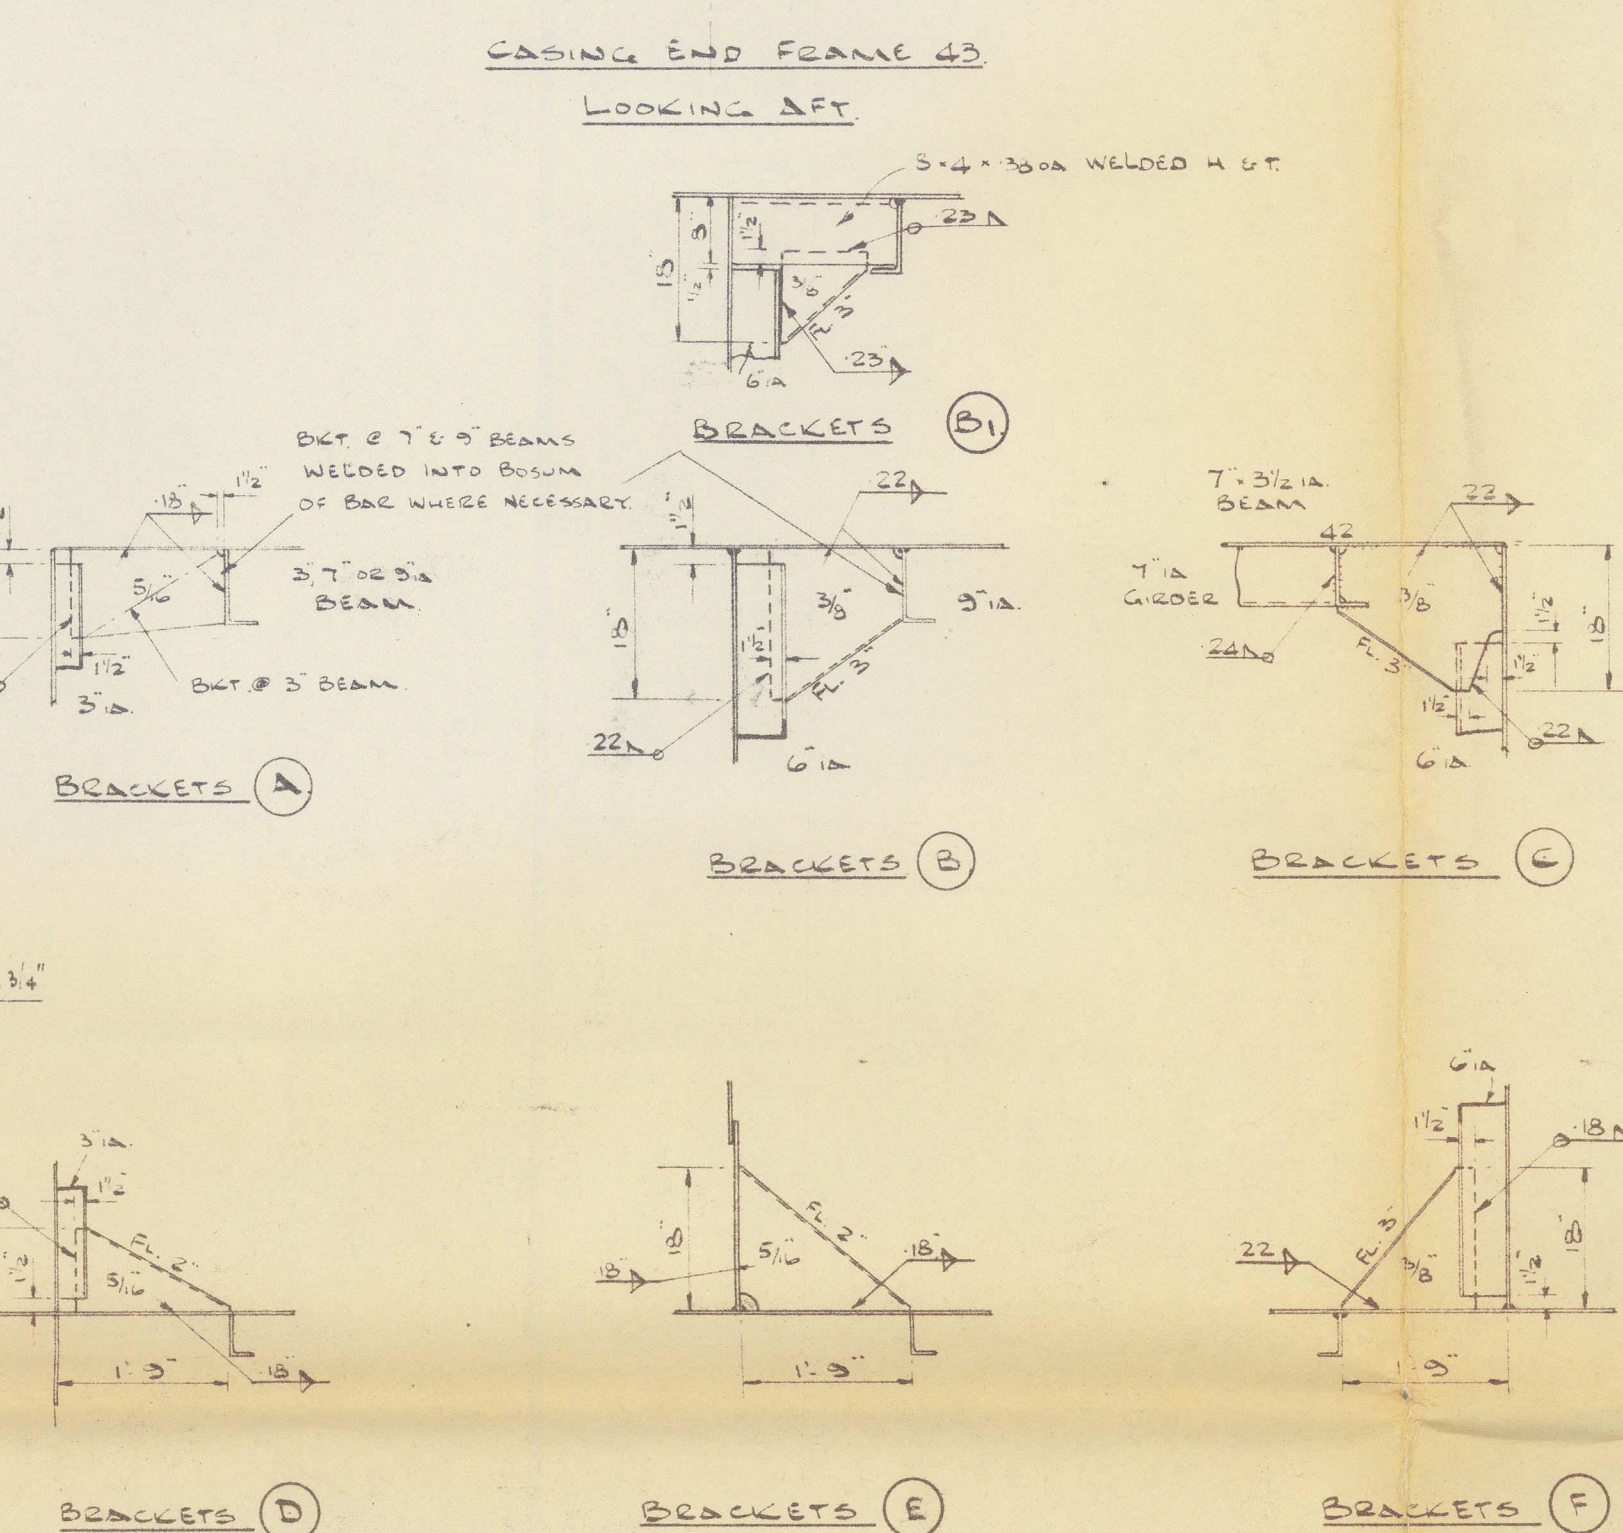 CASING END FRAME 43.
LOOKING AFT.
WELDED H & T.
18"
8"
1½"
½"
3/8"
FL. 3"
.23
.23"
6" IA
BRACKETS B1.
BKT. @ 7" & 9" BEAMS
WELDED INTO BOSUM
OF BAR WHERE NECESSARY.
.18"
1½"
5/16"
3", 7" OR 9" IA
BEAM.
1½"
BKT. @ 3" BEAM.
3" IA.
BRACKETS A.
1½"
.22
18"
3/8"
9" IA.
1½"
FL. 3"
.22
6" IA
BRACKETS B
7" × 3½ IA.
BEAM
42
.22
7" IA
GIRDER
3/8"
1½"
18"
.24
FL. 3"
1½"
1½"
.22
6" IA
BRACKETS C
3/4"
3" IA.
1½"
FL. 2"
1½"
5/16"
1'-9"
.18"
BRACKETS D
18"
FL. 2"
5/16"
.18"
.18"
1'-9"
BRACKETS E
6" IA
1½"
.18
FL. 3"
18"
.22
3/8"
1½"
1'-9"
BRACKETS F